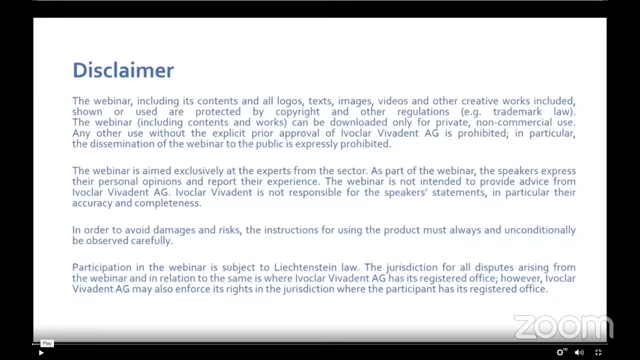 Disclaimer
The webinar, including its contents and all logos, texts, images, videos and other creative works included,
shown or used are protected by copyright and other regulations (e.g. trademark law).
The webinar (including contents and works) can be downloaded only for private, non-commercial use.
Any other use without the explicit prior approval of Ivoclar Vivadent AG is prohibited; in particular,
the dissemination of the webinar to the public is expressly prohibited.
The webinar is aimed exclusively at the experts from the sector. As part of the webinar, the speakers express
their personal opinions and report their experience. The webinar is not intended to provide advice from
Ivoclar Vivadent AG. Ivoclar Vivadent is not responsible for the speakers' statements, in particular their
accuracy and completeness.
In order to avoid damages and risks, the instructions for using the product must always and unconditionally
be observed carefully.
Participation in the webinar is subject to Liechtenstein law. The jurisdiction for all disputes arising from
the webinar and in relation to the same is where Ivoclar Vivadent AG has its registered office; however, Ivoclar
Vivadent AG may also enforce its rights in the jurisdiction where the participant has its registered office.
zoom
Play
HD